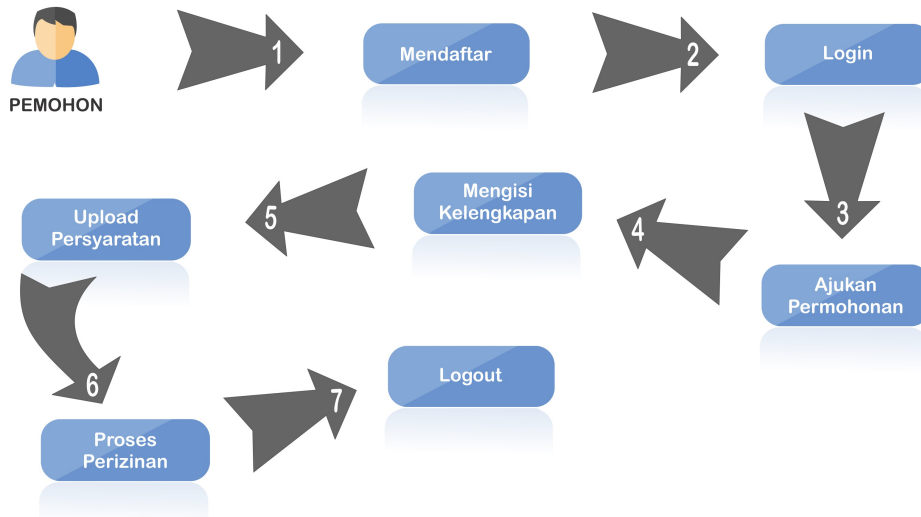 PEMOHON
1
Mendaftar
2
Login
3
Ajukan
Permohonan
4
Mengisi
Kelengkapan
5
Upload
Persyaratan
6
Proses
Perizinan
7
Logout